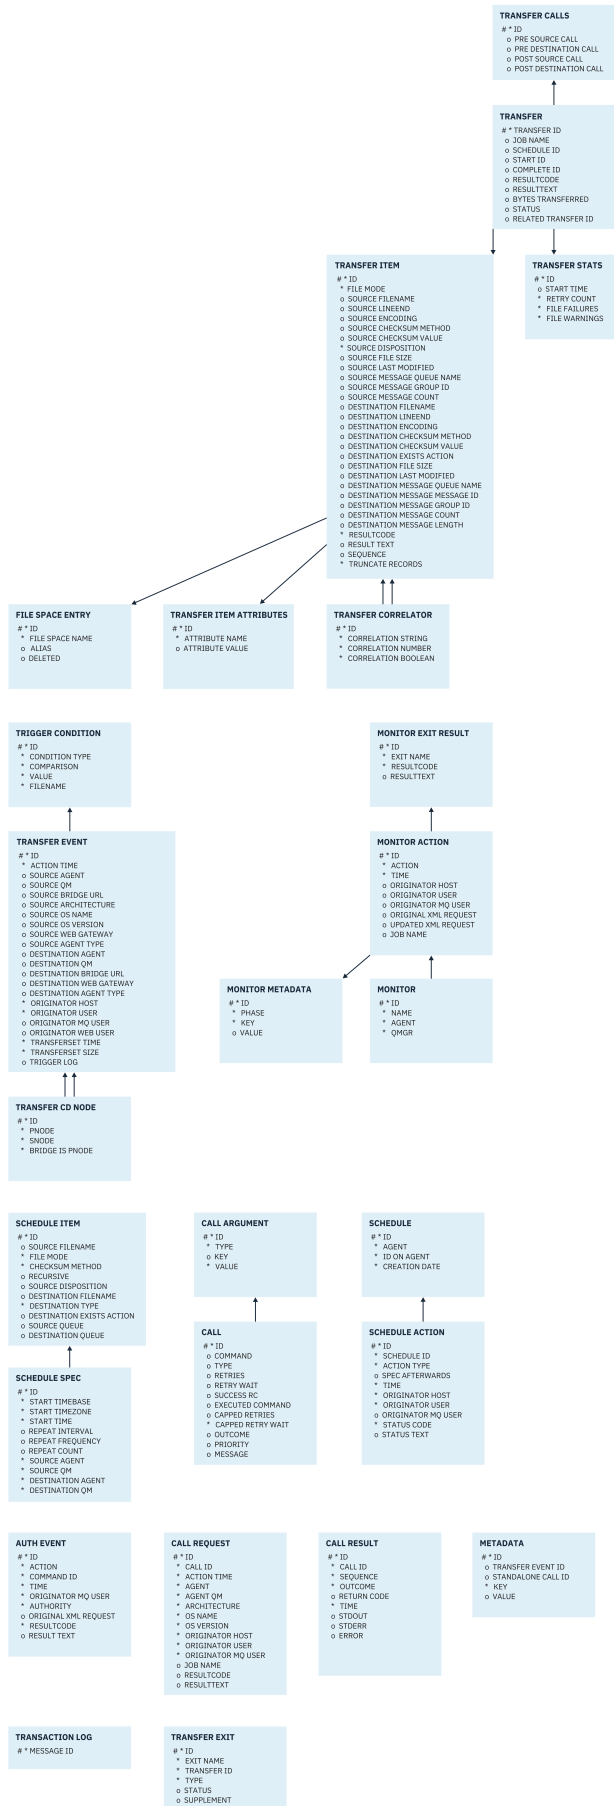 TRANSFER CALLS
# * ID
o PRE SOURCE CALL
o PRE DESTINATION CALL
o POST SOURCE CALL
o POST DESTINATION CALL
TRANSFER
# * TRANSFER ID
o JOB NAME
o SCHEDULE ID
o START ID
o COMPLETE ID
o RESULTCODE
o RESULTTEXT
o BYTES TRANSFERRED
o STATUS
o RELATED TRANSFER ID
TRANSFER ITEM
# * ID
* FILE MODE
o SOURCE FILENAME
o SOURCE LINEEND
o SOURCE ENCODING
o SOURCE CHECKSUM METHOD
o SOURCE CHECKSUM VALUE
* SOURCE DISPOSITION
o SOURCE FILE SIZE
o SOURCE LAST MODIFIED
o SOURCE MESSAGE QUEUE NAME
o SOURCE MESSAGE GROUP ID
o SOURCE MESSAGE COUNT
o DESTINATION FILENAME
o DESTINATION LINEEND
o DESTINATION ENCODING
o DESTINATION CHECKSUM METHOD
o DESTINATION CHECKSUM VALUE
o DESTINATION EXISTS ACTION
o DESTINATION FILE SIZE
o DESTINATION LAST MODIFIED
o DESTINATION MESSAGE QUEUE NAME
o DESTINATION MESSAGE MESSAGE ID
o DESTINATION MESSAGE GROUP ID
o DESTINATION MESSAGE COUNT
o DESTINATION MESSAGE LENGTH
* RESULTCODE
o RESULT TEXT
o SEQUENCE
* TRUNCATE RECORDS
TRANSFER STATS
# * ID
o START TIME
* RETRY COUNT
* FILE FAILURES
* FILE WARNINGS
FILE SPACE ENTRY
# * ID
* FILE SPACE NAME
o ALIAS
o DELETED
TRANSFER ITEM ATTRIBUTES
# * ID
* ATTRIBUTE NAME
o ATTRIBUTE VALUE
TRANSFER CORRELATOR
# * ID
* CORRELATION STRING
* CORRELATION NUMBER
* CORRELATION BOOLEAN
TRIGGER CONDITION
# * ID
* CONDITION TYPE
* COMPARISON
* VALUE
* FILENAME
MONITOR EXIT RESULT
# * ID
* EXIT NAME
* RESULTCODE
o RESULTTEXT
TRANSFER EVENT
# * ID
* ACTION TIME
o SOURCE AGENT
o SOURCE QM
o SOURCE BRIDGE URL
o SOURCE ARCHITECTURE
o SOURCE OS NAME
o SOURCE OS VERSION
o SOURCE WEB GATEWAY
o SOURCE AGENT TYPE
o DESTINATION AGENT
o DESTINATION QM
o DESTINATION BRIDGE URL
o DESTINATION WEB GATEWAY
o DESTINATION AGENT TYPE
* ORIGINATOR HOST
* ORIGINATOR USER
o ORIGINATOR MQ USER
o ORIGINATOR WEB USER
* TRANSFERSET TIME
* TRANSFERSET SIZE
o TRIGGER LOG
MONITOR ACTION
# * ID
* ACTION
* TIME
o ORIGINATOR HOST
o ORIGINATOR USER
o ORIGINATOR MQ USER
* ORIGINAL XML REQUEST
o UPDATED XML REQUEST
o JOB NAME
MONITOR METADATA
# * ID
* PHASE
* KEY
o VALUE
MONITOR
# * ID
* NAME
* AGENT
* QMGR
TRANSFER CD NODE
# * ID
* PNODE
* SNODE
* BRIDGE IS PNODE
SCHEDULE ITEM
# * ID
o SOURCE FILENAME
* FILE MODE
* CHECKSUM METHOD
o RECURSIVE
o SOURCE DISPOSITION
o DESTINATION FILENAME
* DESTINATION TYPE
o DESTINATION EXISTS ACTION
o SOURCE QUEUE
o DESTINATION QUEUE
CALL ARGUMENT
# * ID
* TYPE
o KEY
* VALUE
SCHEDULE
# * ID
* AGENT
* ID ON AGENT
* CREATION DATE
SCHEDULE SPEC
# * ID
* START TIMEBASE
* START TIMEZONE
* START TIME
o REPEAT INTERVAL
o REPEAT FREQUENCY
o REPEAT COUNT
* SOURCE AGENT
* SOURCE QM
* DESTINATION AGENT
* DESTINATION QM
CALL
# * ID
o COMMAND
o TYPE
o RETRIES
o RETRY WAIT
o SUCCESS RC
o EXECUTED COMMAND
o CAPPED RETRIES
* CAPPED RETRY WAIT
o OUTCOME
o PRIORITY
o MESSAGE
SCHEDULE ACTION
# * ID
* SCHEDULE ID
* ACTION TYPE
o SPEC AFTERWARDS
* TIME
* ORIGINATOR HOST
* ORIGINATOR USER
o ORIGINATOR MQ USER
* STATUS CODE
o STATUS TEXT
AUTH EVENT
# * ID
* ACTION
* COMMAND ID
* TIME
* ORIGINATOR MQ USER
* AUTHORITY
o ORIGINAL XML REQUEST
* RESULTCODE
o RESULT TEXT
CALL REQUEST
# * ID
* CALL ID
* ACTION TIME
* AGENT
* AGENT QM
* ARCHITECTURE
* OS NAME
* OS VERSION
* ORIGINATOR HOST
* ORIGINATOR USER
* ORIGINATOR MQ USER
o JOB NAME
o RESULTCODE
o RESULTTEXT
CALL RESULT
# * ID
* CALL ID
* SEQUENCE
* OUTCOME
o RETURN CODE
* TIME
o STDOUT
o STDERR
o ERROR
METADATA
# * ID
o TRANSFER EVENT ID
o STANDALONE CALL ID
* KEY
o VALUE
TRANSACTION LOG
# * MESSAGE ID
TRANSFER EXIT
# * ID
* EXIT NAME
* TRANSFER ID
* TYPE
o STATUS
o SUPPLEMENT